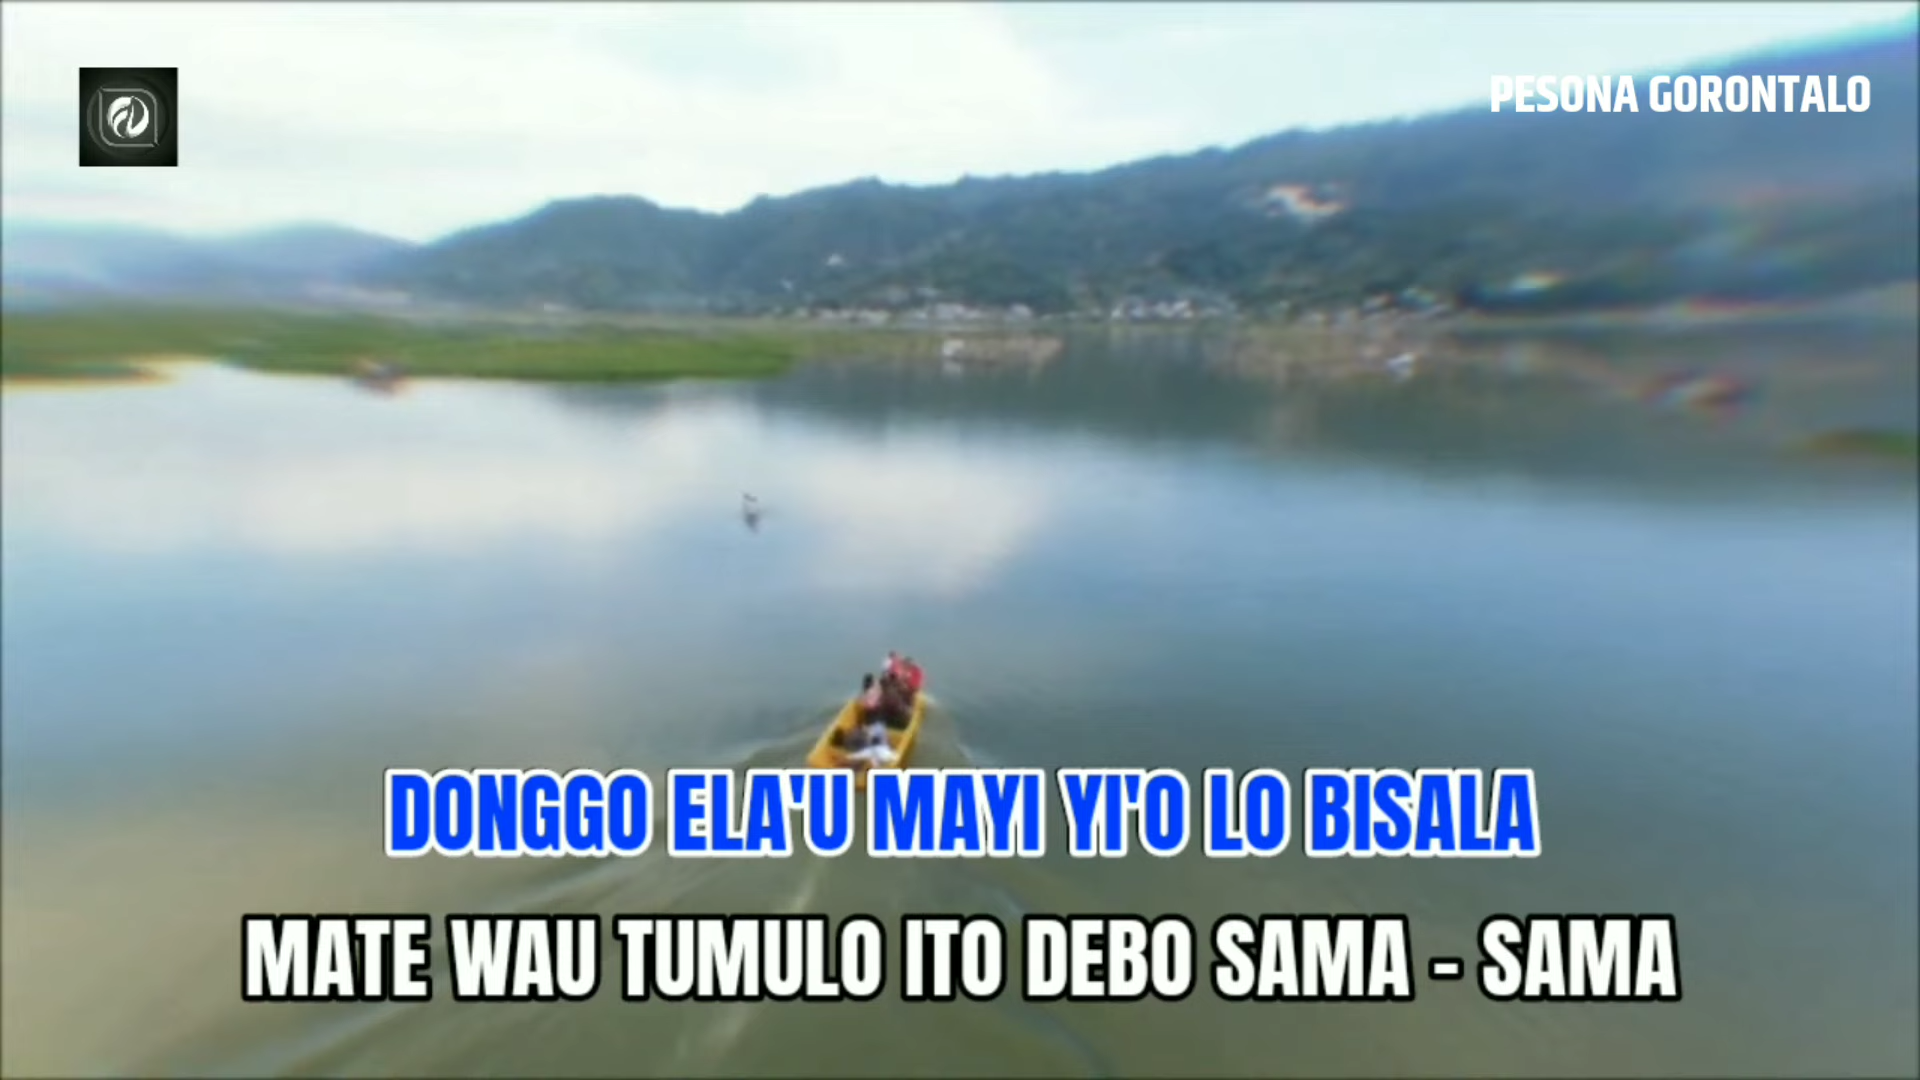 PESONA GORONTALO
DONGGO ELA'U MAYI YI'O LO BISALA
MATE WAU TUMULO ITO DEBO SAMA - SAMA